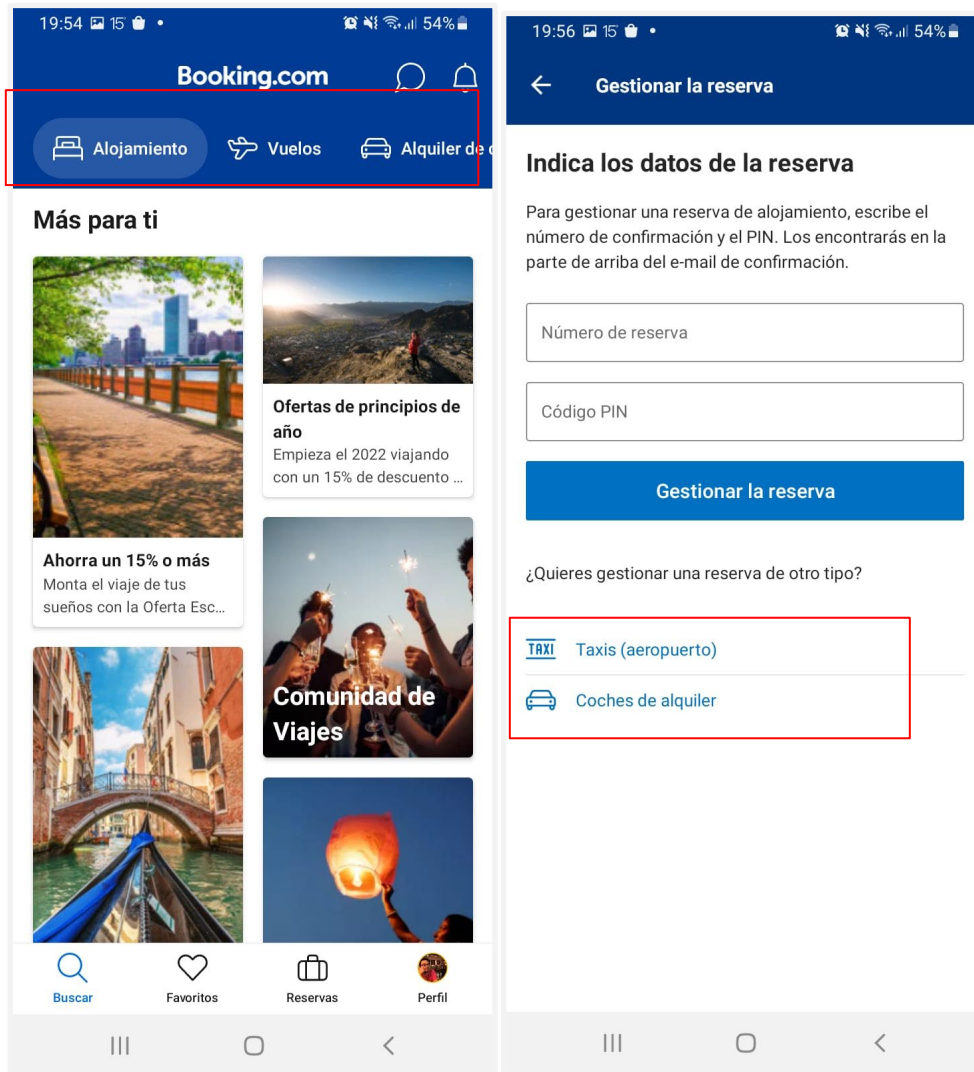 19:54 15° • 54%
Booking.com
Alojamiento Vuelos Alquiler de c
Más para ti
Ahorra un 15% o más
Monta el viaje de tus
sueños con la Oferta Esc...
Ofertas de principios de
año
Empieza el 2022 viajando
con un 15% de descuento ...
Comunidad de
Viajes
Buscar Favoritos Reservas Perfil
19:56 15° • 54%
Gestionar la reserva
Indica los datos de la reserva
Para gestionar una reserva de alojamiento, escribe el
número de confirmación y el PIN. Los encontrarás en la
parte de arriba del e-mail de confirmación.
Número de reserva
Código PIN
Gestionar la reserva
¿Quieres gestionar una reserva de otro tipo?
TAXI Taxis (aeropuerto)
Coches de alquiler